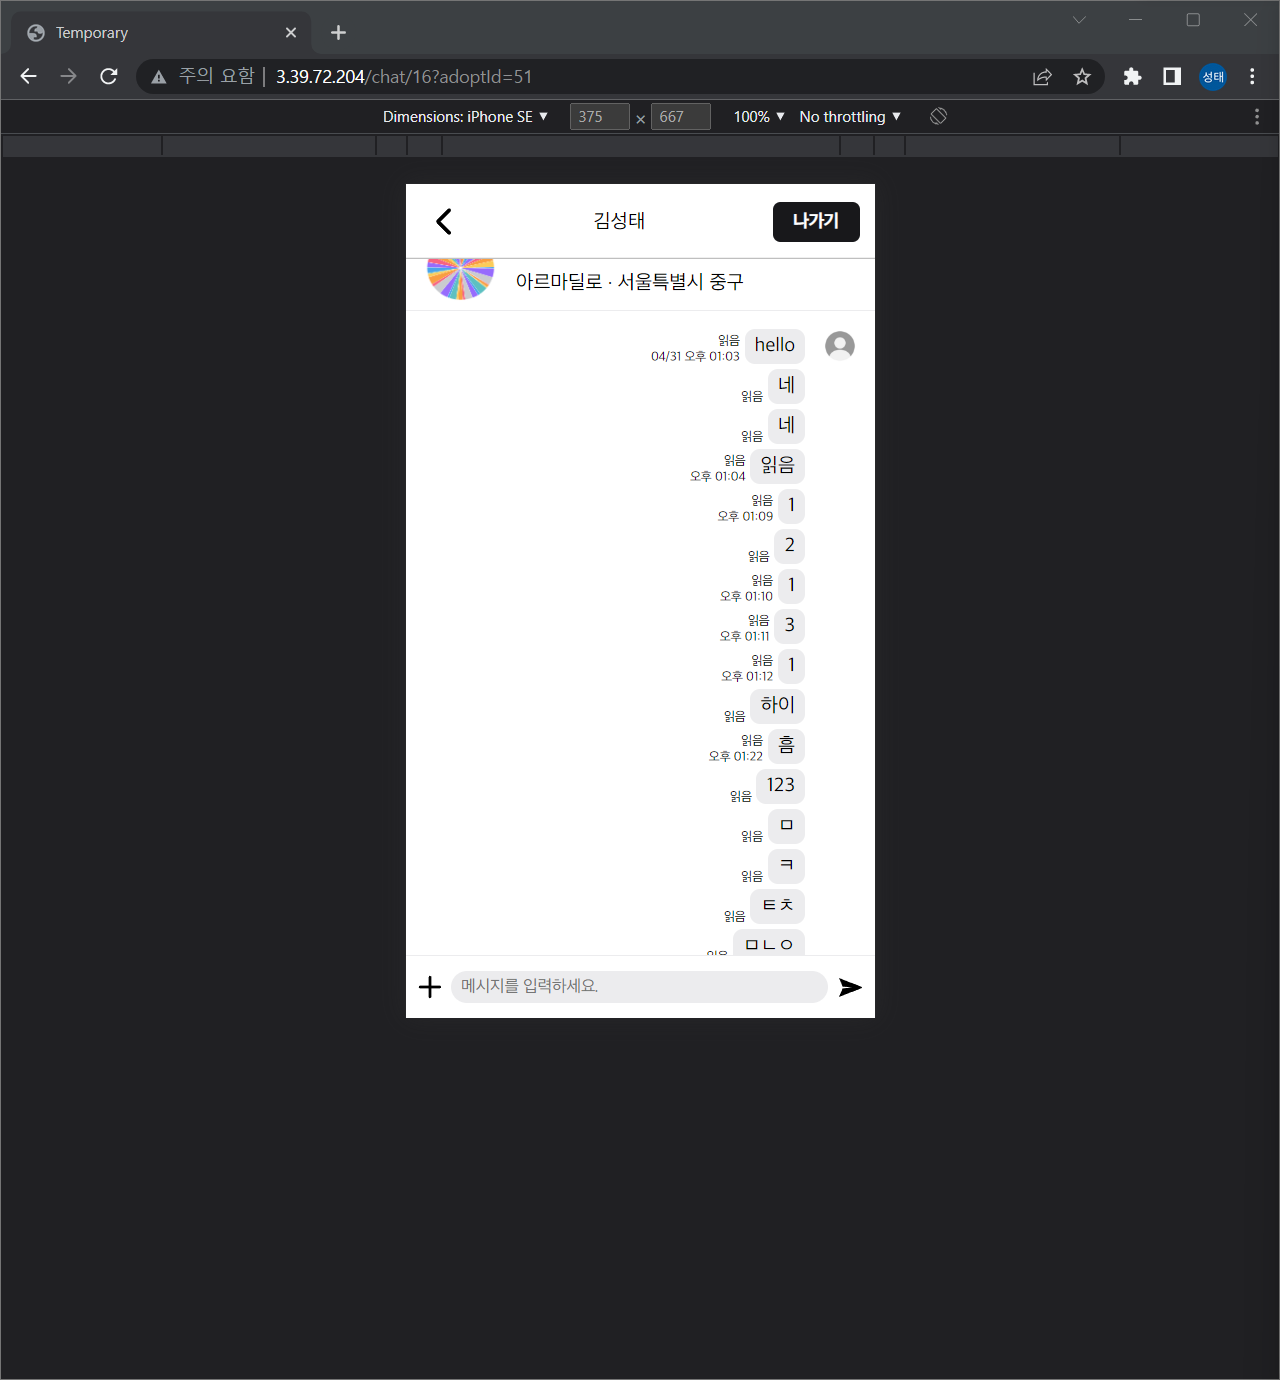 Temporary
주의 요함 | 3.39.72.204/chat/16?adoptId=51
성태
Dimensions: iPhone SE ▼ 375 × 667 100% ▼ No throttling ▼
김성태
나가기
아르마딜로 · 서울특별시 중구
읽음
04/31 오후 01:03
hello
읽음
네
읽음
네
읽음
오후 01:04
읽음
읽음
오후 01:09
1
읽음
2
읽음
오후 01:10
1
읽음
오후 01:11
3
읽음
오후 01:12
1
읽음
하이
읽음
오후 01:22
흠
읽음
123
읽음
ㅁ
읽음
ㅋ
읽음
ㅌㅊ
읽음
ㅁㄴㅇ
메시지를 입력하세요.